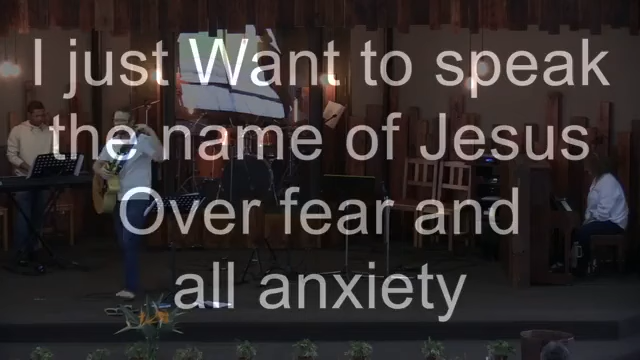 I just Want to speak
the name of Jesus
Over fear and
all anxiety